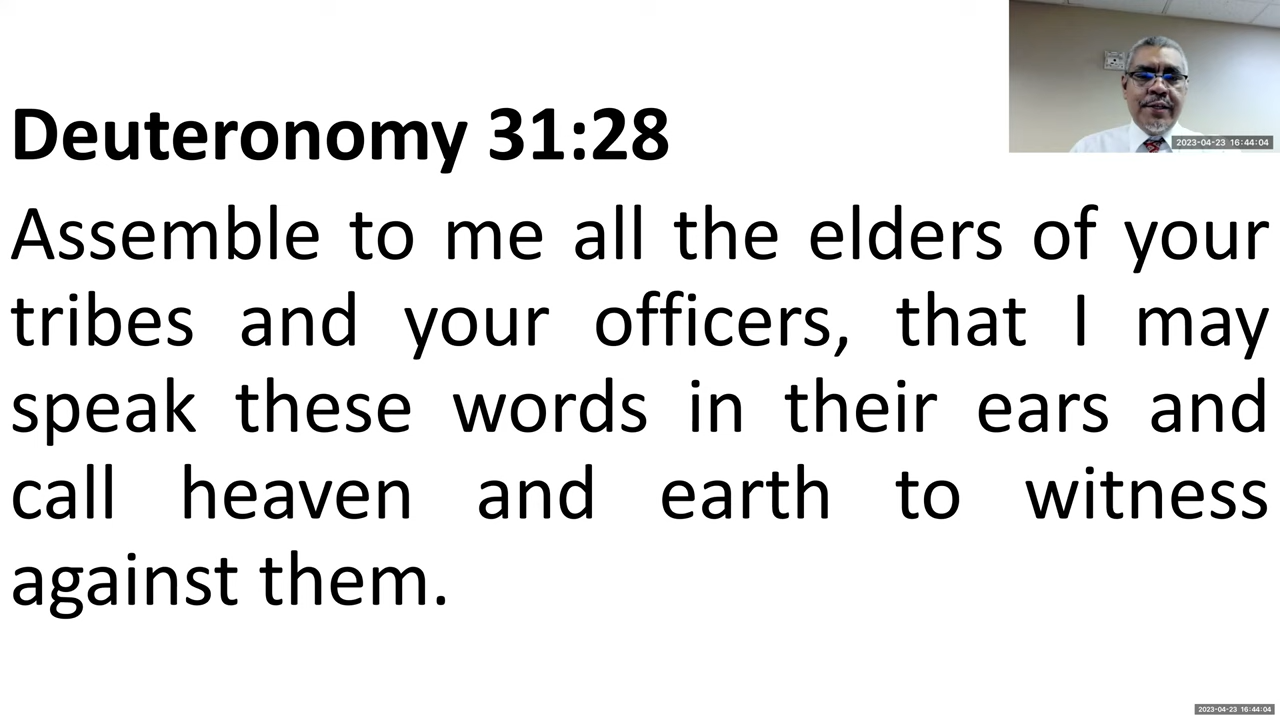 2023-04-23 16:44:04
Deuteronomy 31:28
Assemble to me all the elders of your
tribes and your officers, that I may
speak these words in their ears and
call heaven and earth to witness
against them.
2023-04-23 16:44:04